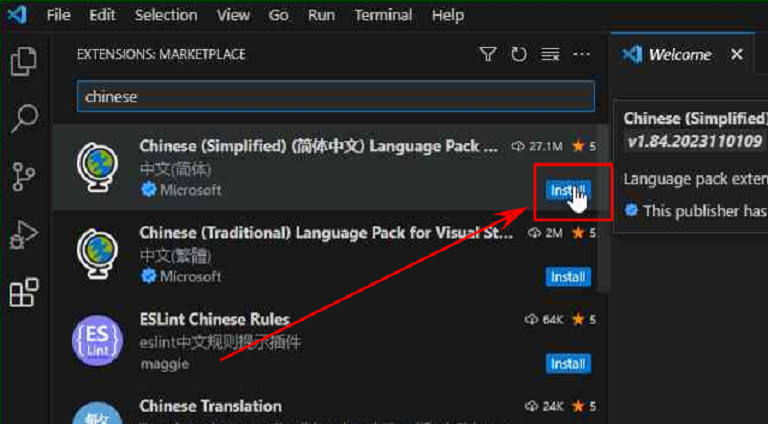 File Edit Selection View Go Run Terminal Help
EXTENSIONS: MARKETPLACE
Welcome
chinese
Chinese (Simplified) (简体中文) Language Pack ... 27.1M 5
中文(简体)
Microsoft
Install
Chinese (Traditional) Language Pack for Visual St... 2M 5
中文(繁體)
Microsoft
Install
ESLint Chinese Rules 64K 5
{ES
Lint}
eslint中文规则提示插件
maggie
Install
Chinese Translation 24K 5
Chinese (Simplified)
v1.84.2023110109
Language pack exten
This publisher has